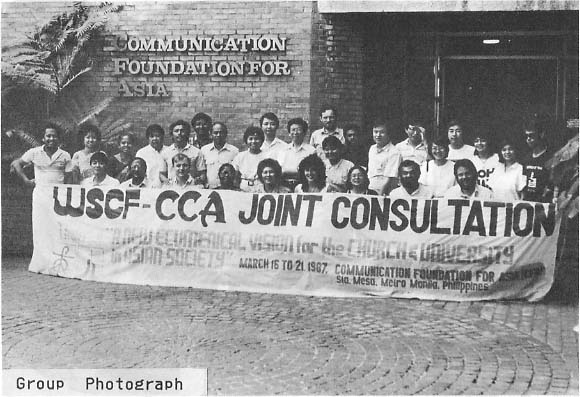 COMMUNICATION
FOUNDATION FOR
ASIA
WSCF-CCA JOINT CONSULTATION
"A NEW ECUMENICAL VISION for the CHURCH & UNIVERSITY
IN ASIAN SOCIETY"
MARCH 15 TO 21, 1987, COMMUNICATION FOUNDATION FOR ASIA
Sta. Mesa, Metro Manila, Philippines
Group Photograph